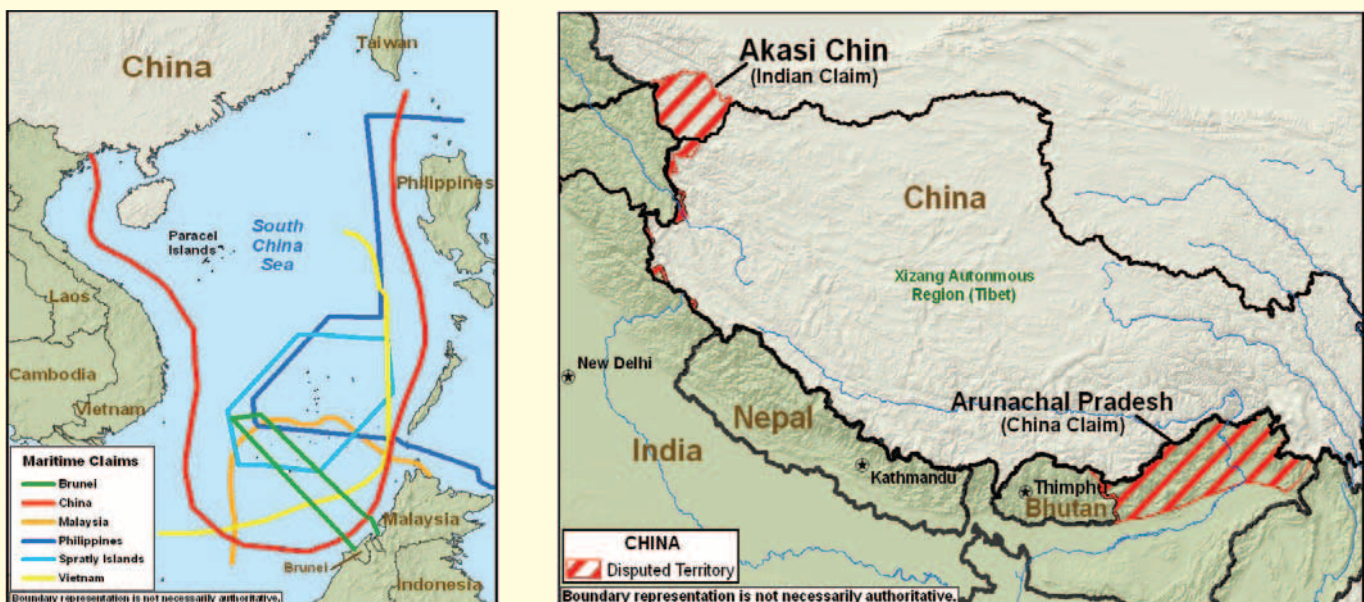 China
Taiwan
Philippines
South
China
Sea
Paracel
Islands
Laos
Cambodia
Vietnam
Maritime Claims
Brunei
China
Malaysia
Philippines
Spratly Islands
Vietnam
Malaysia
Brunei
Indonesia
Boundary representation is not necessarily authoritative.
Akasi Chin
(Indian Claim)
China
Xizang Autonmous
Region (Tibet)
New Delhi
Arunachal Pradesh
(China Claim)
Nepal
India
Kathmandu
Thimphu
Bhutan
CHINA
Disputed Territory
Boundary representation is not necessarily authoritative.